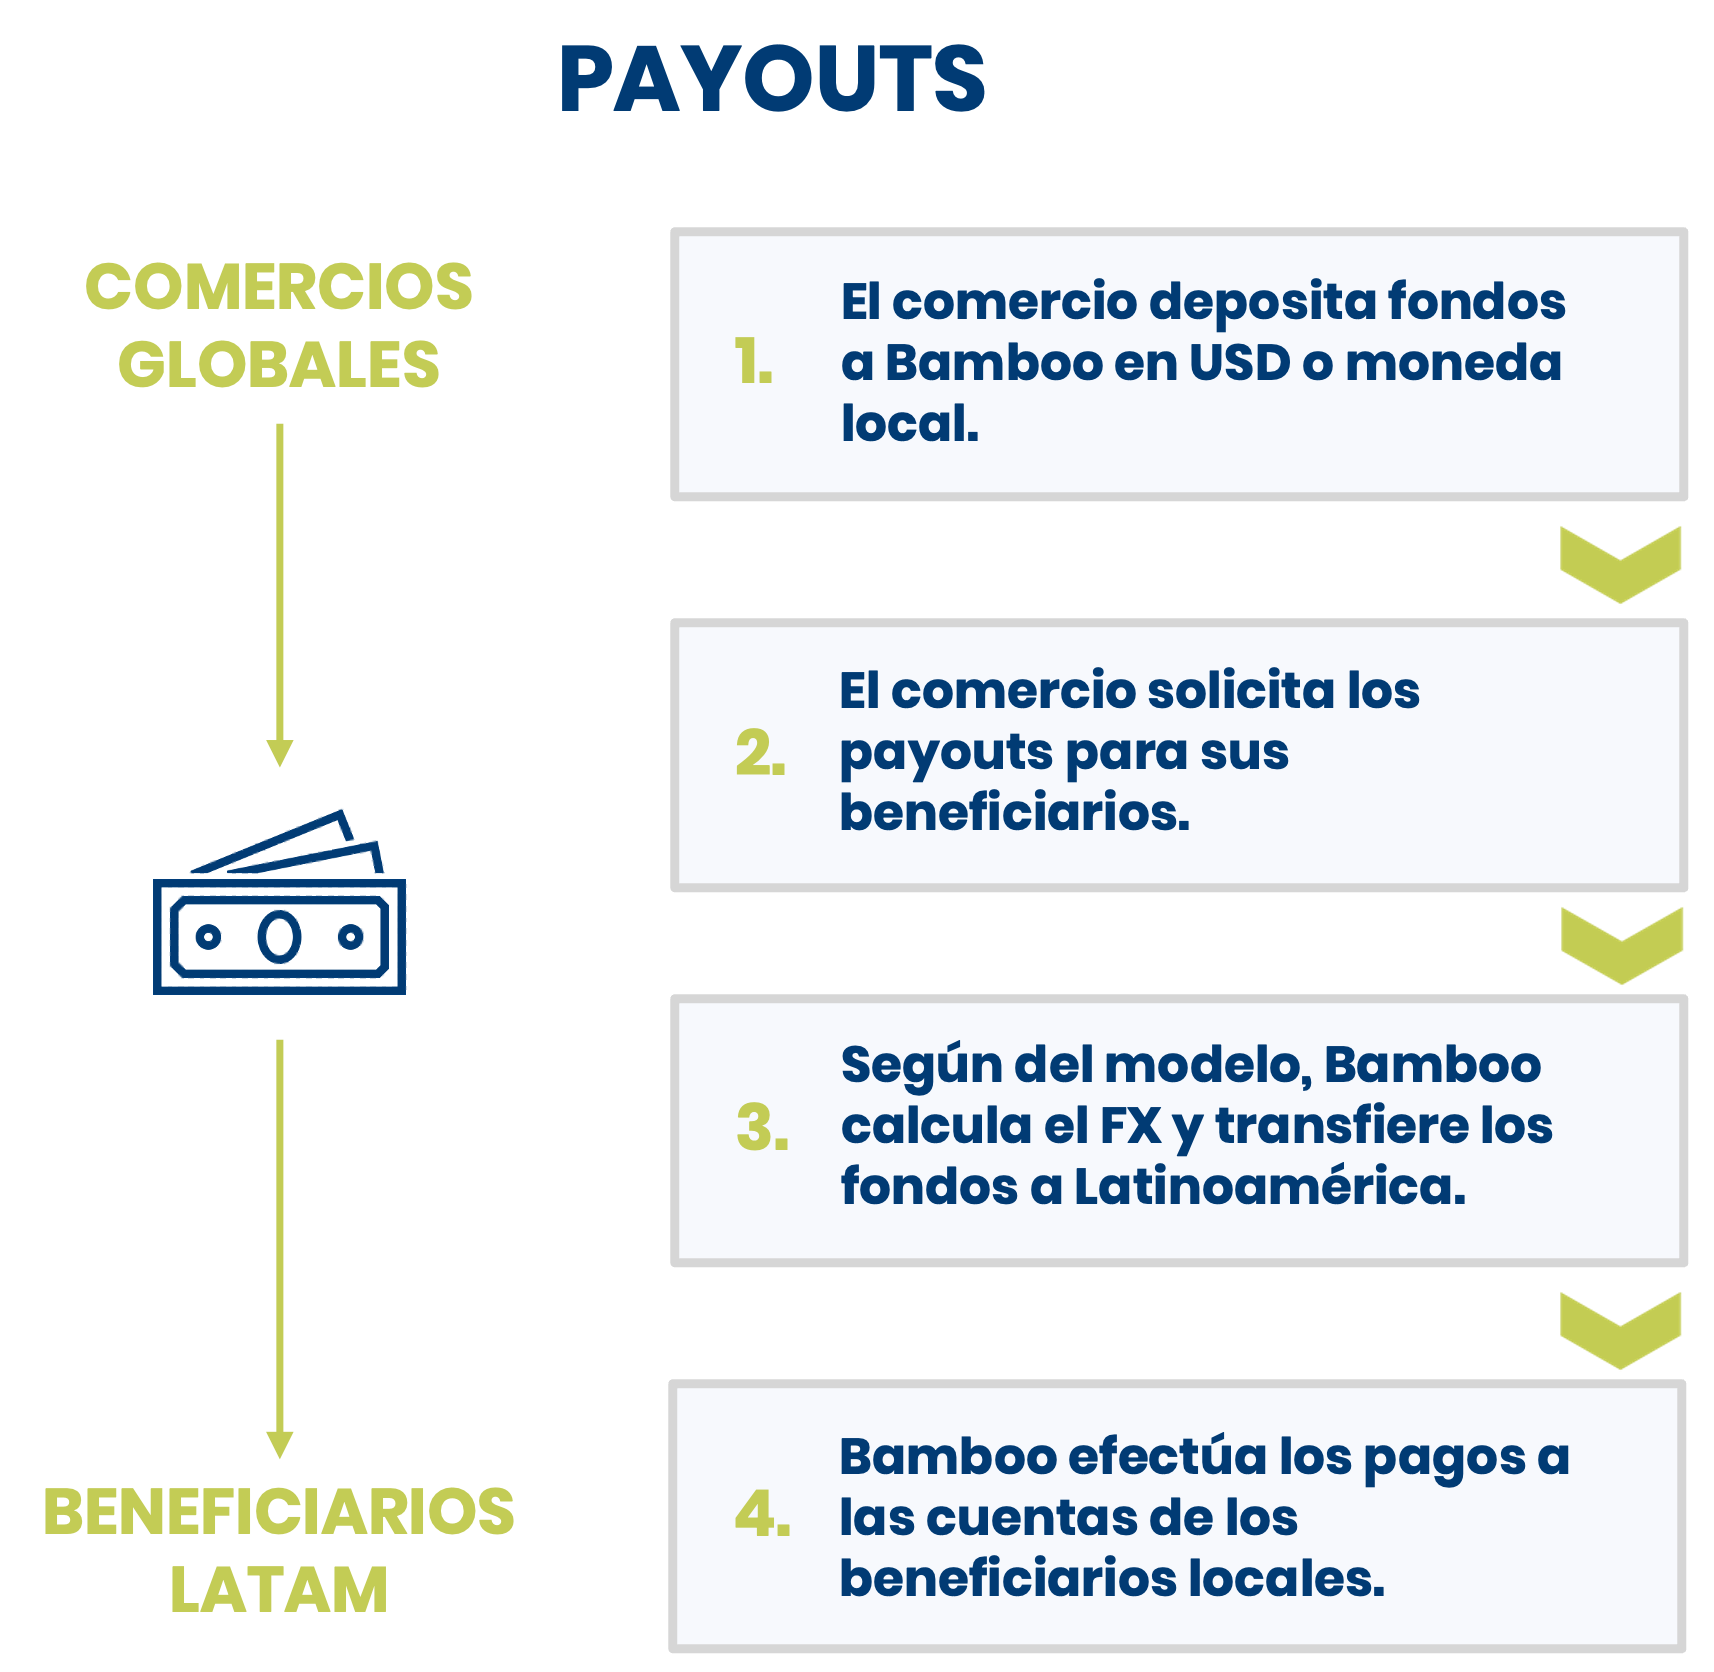 PAYOUTS
COMERCIOS
GLOBALES
1.
El comercio deposita fondos
a Bamboo en USD o moneda
local.
2.
El comercio solicita los
payouts para sus
beneficiarios.
3.
Según del modelo, Bamboo
calcula el FX y transfiere los
fondos a Latinoamérica.
BENEFICIARIOS
LATAM
4.
Bamboo efectúa los pagos a
las cuentas de los
beneficiarios locales.